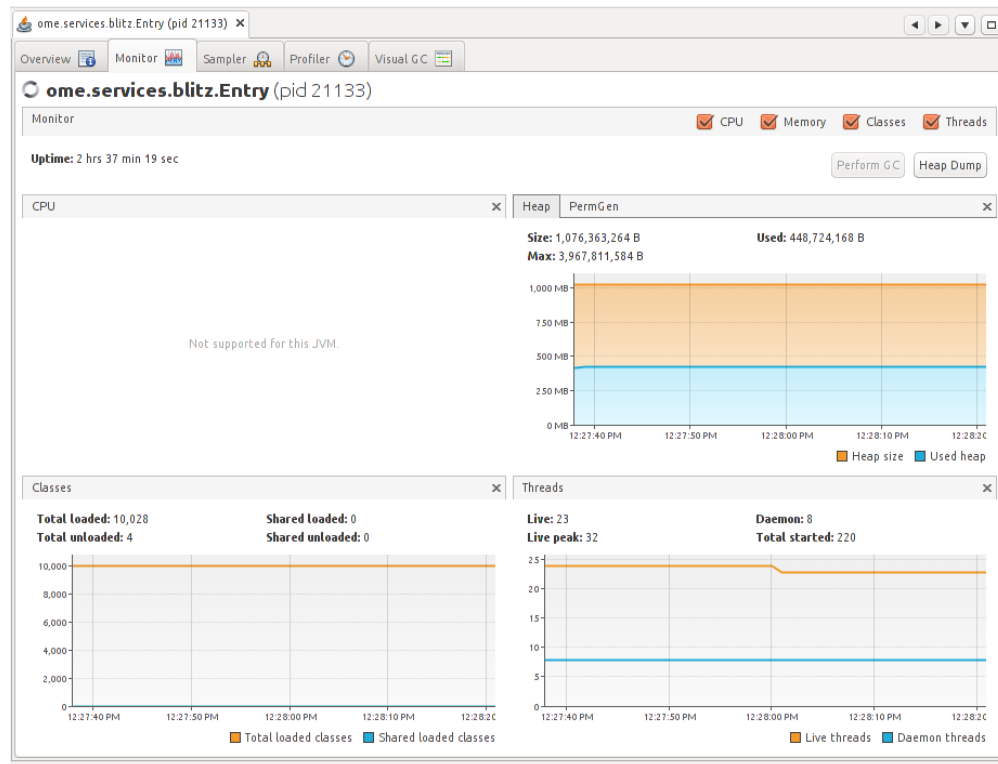 ome.services.blitz.Entry (pid 21133)
Overview Monitor Sampler Profiler Visual GC
ome.services.blitz.Entry (pid 21133)
Monitor CPU Memory Classes Threads
Uptime: 2 hrs 37 min 19 sec
Perform GC Heap Dump
CPU
Not supported for this JVM.
Heap PermGen
Size: 1,076,363,264 B Used: 448,724,168 B
Max: 3,967,811,584 B
1,000 MB
750 MB
500 MB
250 MB
0 MB
12:27:40 PM 12:27:50 PM 12:28:00 PM 12:28:10 PM 12:28:20
Heap size Used heap
Classes
Total loaded: 10,028 Shared loaded: 0
Total unloaded: 4 Shared unloaded: 0
10,000
8,000
6,000
4,000
2,000
0
12:27:40 PM 12:27:50 PM 12:28:00 PM 12:28:10 PM 12:28:20
Total loaded classes Shared loaded classes
Threads
Live: 23 Daemon: 8
Live peak: 32 Total started: 220
25
20
15
10
5
0
12:27:40 PM 12:27:50 PM 12:28:00 PM 12:28:10 PM 12:28:20
Live threads Daemon threads